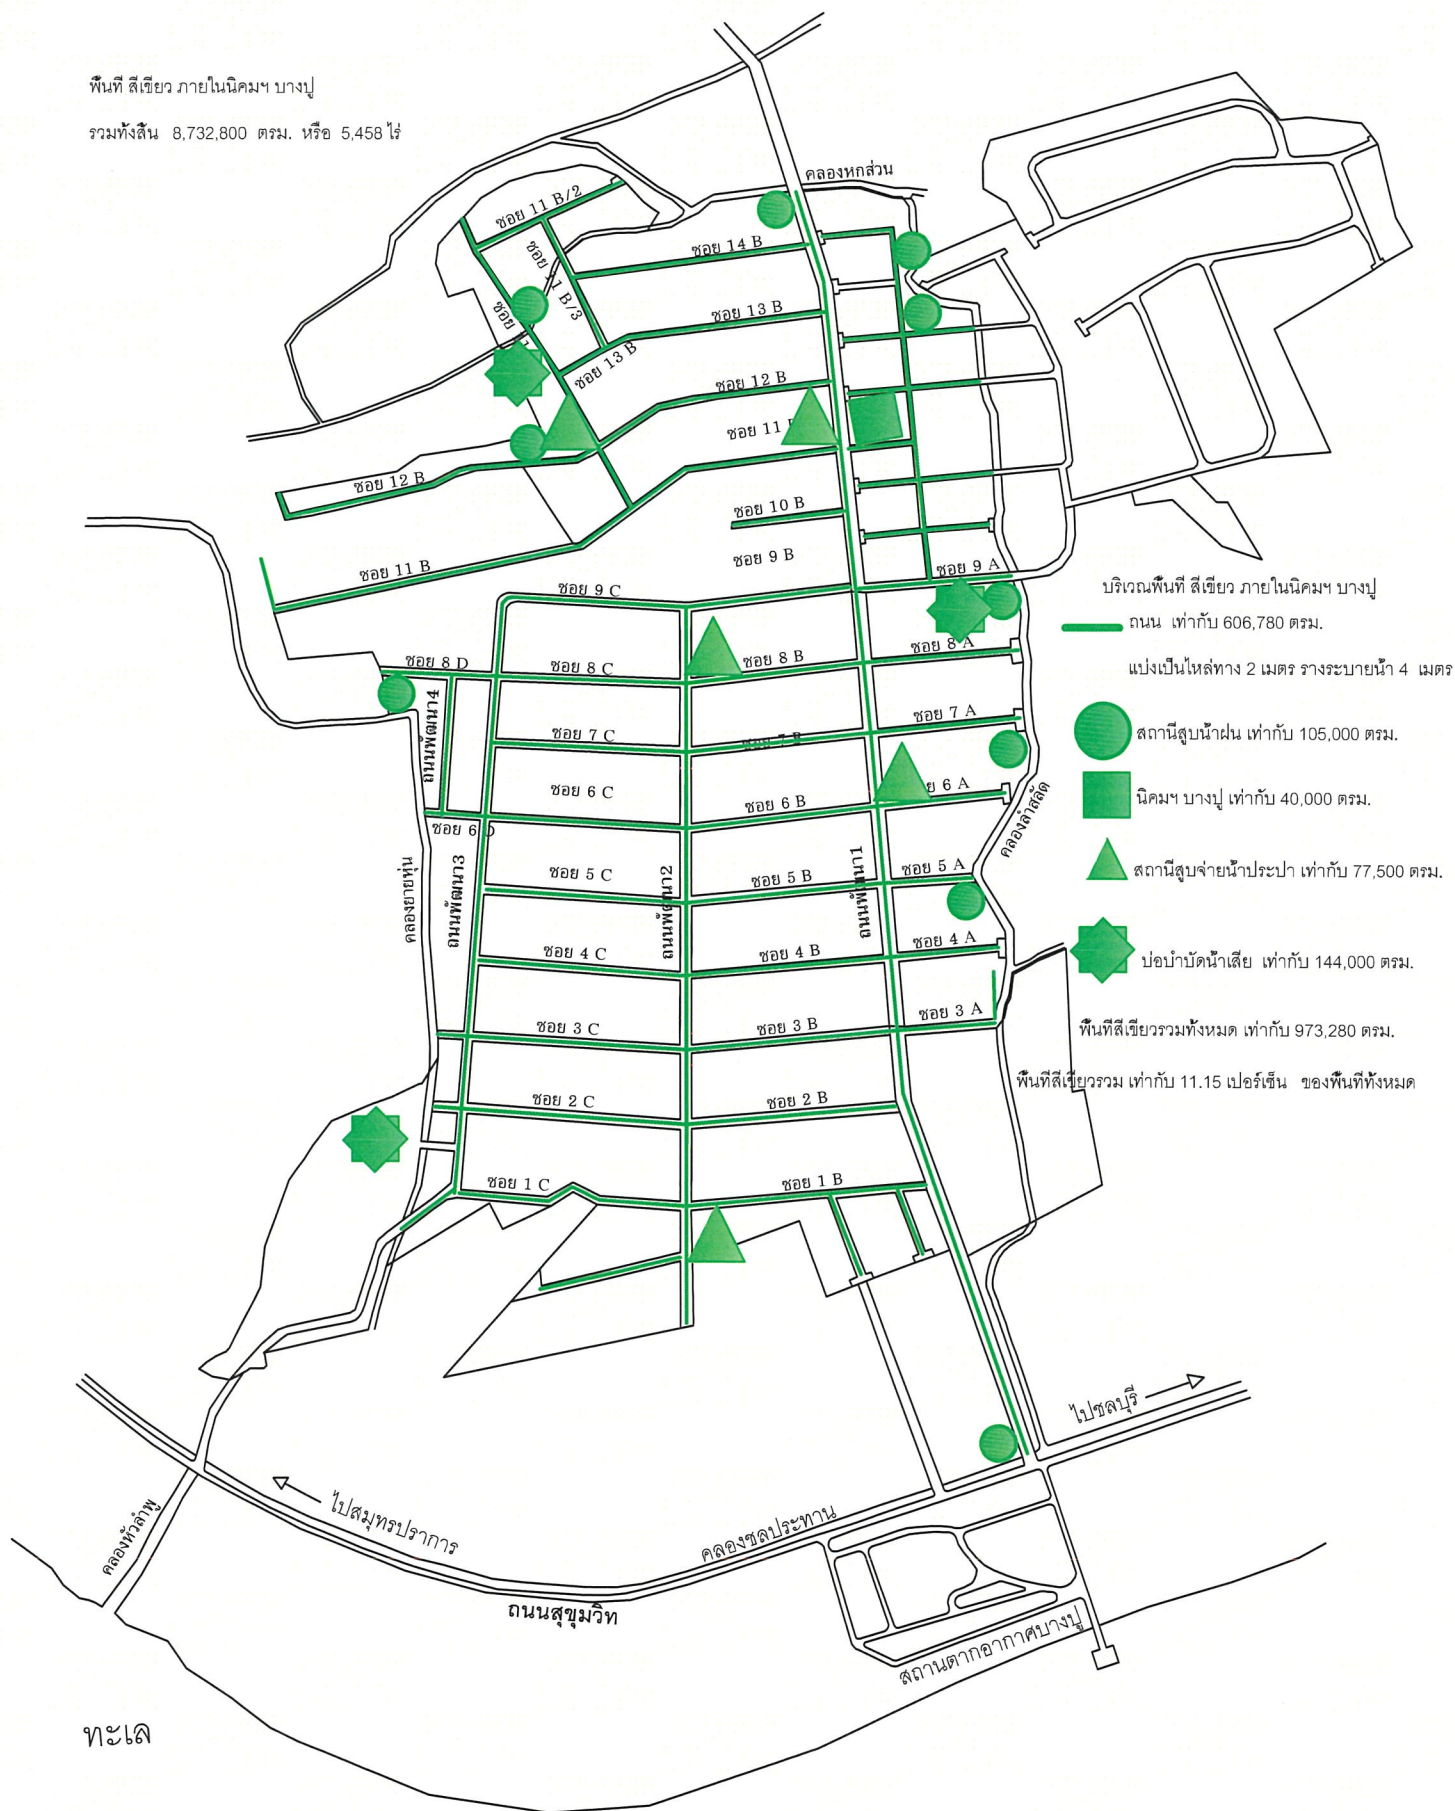 พื้นที่ สีเขียว ภายในนิคมฯ บางปู
รวมทั้งสิ้น 8,732,800 ตรม. หรือ 5,458 ไร่
คลองหกส่วน
ซอย 11 B/2
ซอย 14 B
ซอย 11 B/3
ซอย 13 B
ซอย
ซอย 13 B
ซอย 12 B
ซอย 11
ซอย 12 B
ซอย 10 B
ซอย 9 B
ซอย 11 B
ซอย 9 A
ซอย 9 C
บริเวณพื้นที่ สีเขียว ภายในนิคมฯ บางปู
ถนน เท่ากับ 606,780 ตรม.
แบ่งเป็นไหล่ทาง 2 เมตร รางระบายน้ำ 4 เมตร
ซอย 8 D
ซอย 8 C
ซอย 8 B
ซอย 8 A
ถนนพัฒนา4
ซอย 7 C
ซอย 7 B
ซอย 7 A
สถานีสูบน้ำฝน เท่ากับ 105,000 ตรม.
ซอย 6 C
ซอย 6 B
6 A
นิคมฯ บางปู เท่ากับ 40,000 ตรม.
ซอย 6 D
คลองลำสลัด
คลองยายหุ่น
ถนนพัฒนา3
ถนนพัฒนา2
ถนนพัฒนา1
ซอย 5 C
ซอย 5 B
ซอย 5 A
สถานีสูบจ่ายน้ำประปา เท่ากับ 77,500 ตรม.
ซอย 4 C
ซอย 4 B
ซอย 4 A
บ่อบำบัดน้ำเสีย เท่ากับ 144,000 ตรม.
ซอย 3 C
ซอย 3 B
ซอย 3 A
พื้นที่สีเขียวรวมทั้งหมด เท่ากับ 973,280 ตรม.
พื้นที่สีเขียวรวม เท่ากับ 11.15 เปอร์เซ็น ของพื้นที่ทั้งหมด
ซอย 2 C
ซอย 2 B
ซอย 1 C
ซอย 1 B
ไปชลบุรี
ไปสมุทรปราการ
คลองหัวลำพู
คลองชลประทาน
ถนนสุขุมวิท
สถานตากอากาศบางปู
ทะเล